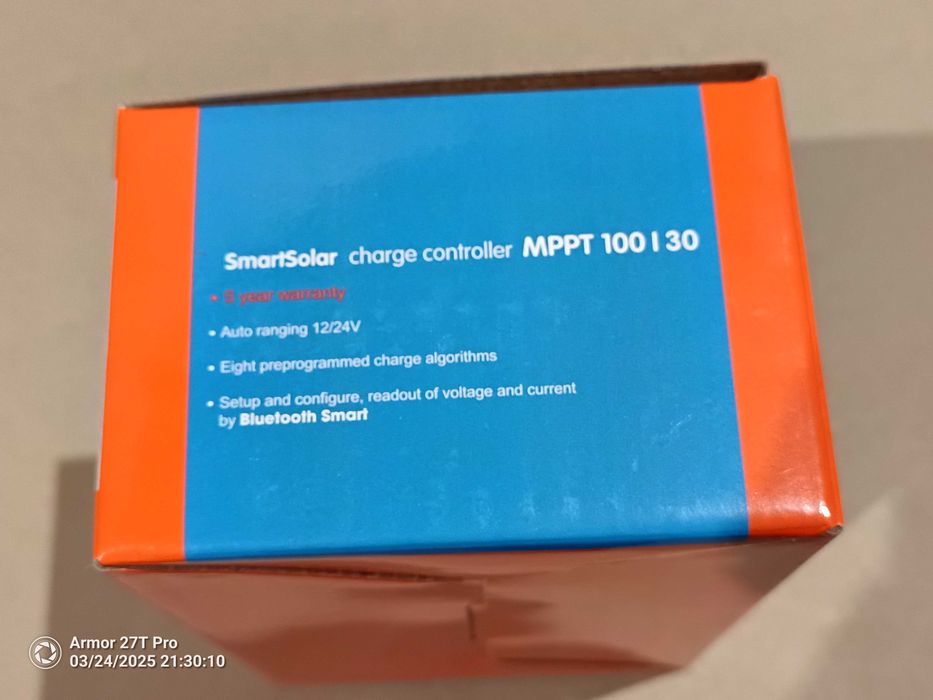 SmartSolar charge controller MPPT 100 | 30
• 5 year warranty
• Auto ranging 12/24V
• Eight preprogrammed charge algorithms
• Setup and configure, readout of voltage and current
by Bluetooth Smart
Armor 27T Pro
03/24/2025 21:30:10